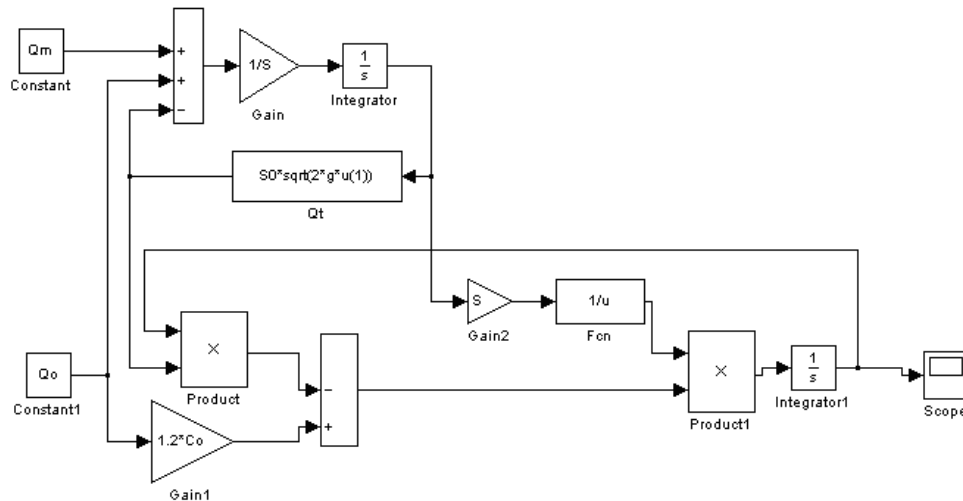 Qm
Constant
+
+
−
1/S
Gain
1
s
Integrator
S0*sqrt(2*g*u(1))
Qt
S
Gain2
1/u
Fcn
×
Product
Qo
Constant1
1.2*Co
Gain1
−
+
×
Product1
1
s
Integrator1
Scope